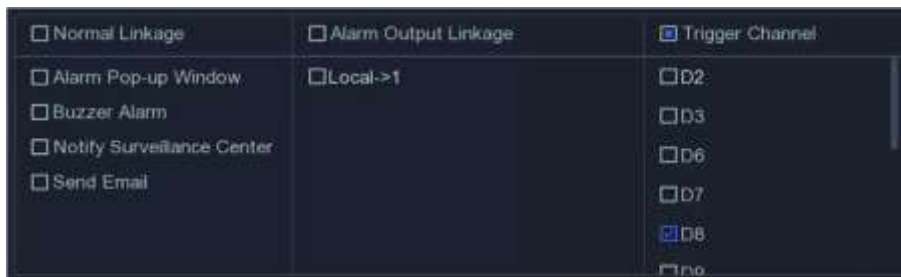 Normal Linkage
Alarm Output Linkage
Trigger Channel
Alarm Pop-up Window
Buzzer Alarm
Notify Surveillance Center
Send Email
Local->1
D2
D3
D6
D7
D8
D9